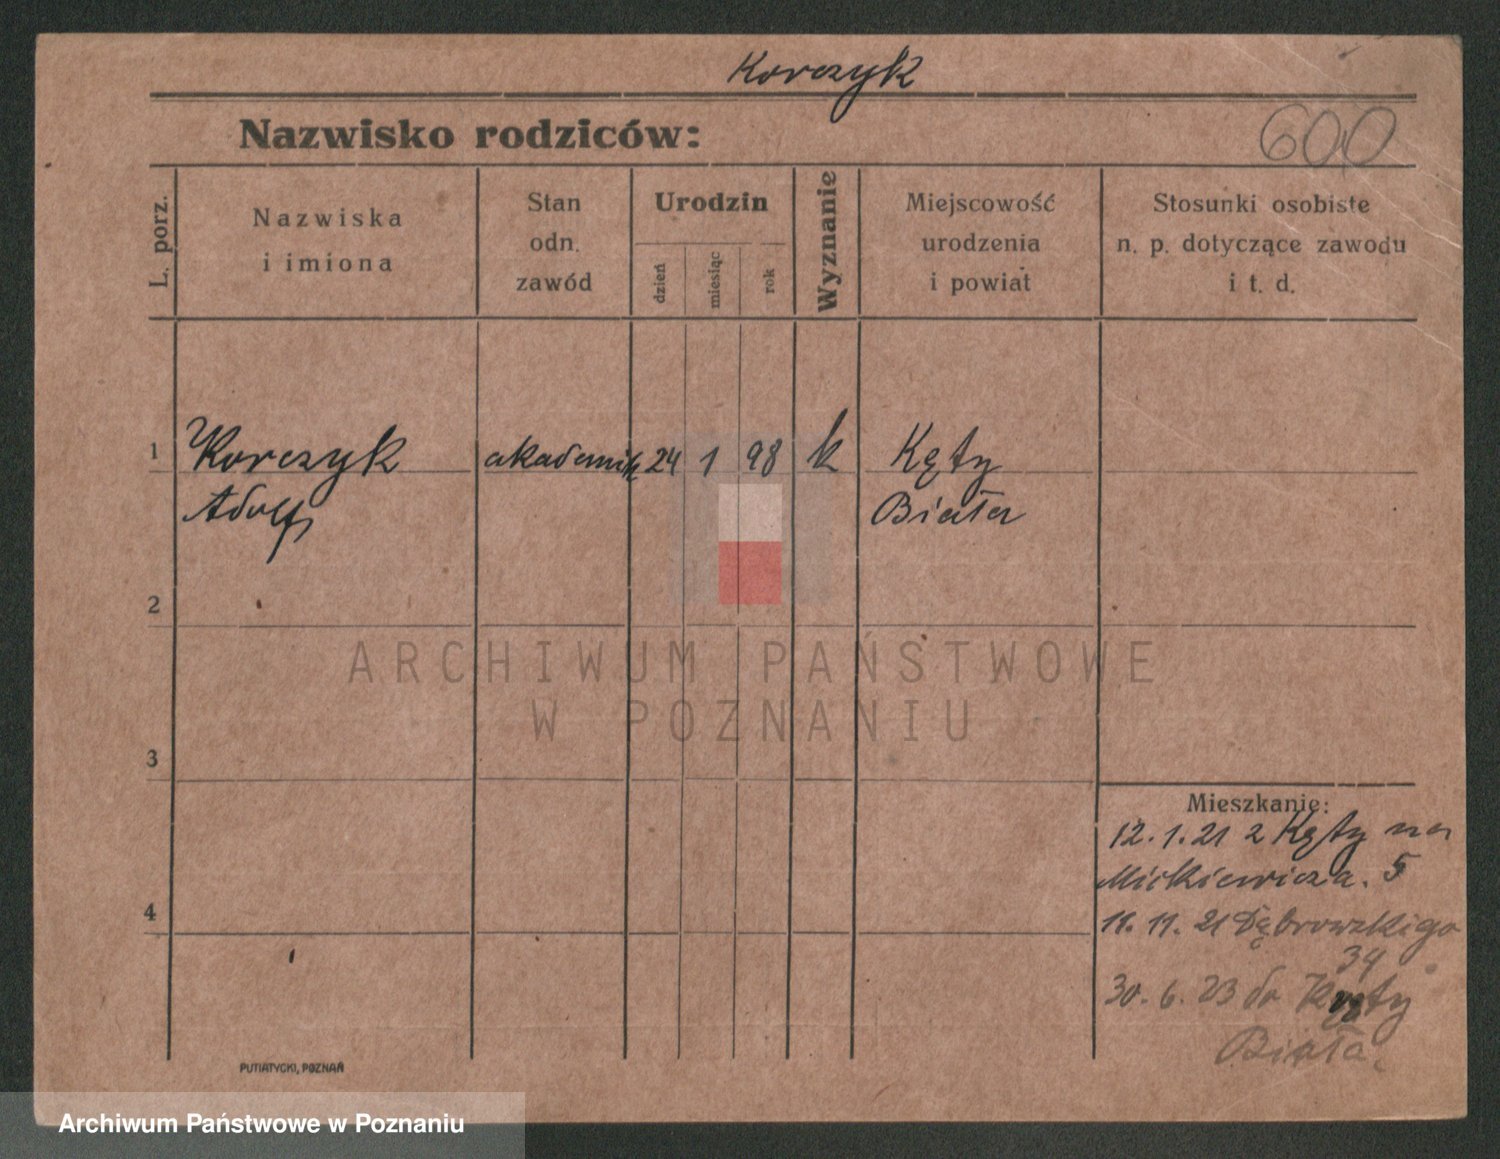 Korczyk
Nazwisko rodziców:
600
L. porz.
Nazwiska
i imiona
Stan
odn.
zawód
Urodzin
dzień
miesiąc
rok
Wyznanie
Miejscowość
urodzenia
i powiat
Stosunki osobiste
n. p. dotyczące zawodu
i t. d.
1
Korczyk akademik 24 1 98 k Kęty
Adolf Biała
2
ARCHIWUM PAŃSTWOWE
W POZNANIU
3
Mieszkanie:
12.1.21 z Kęty na
Mickiewicza. 5
4
11. 21 Dębrowskigo
34
30.6.23 do Kęty
Biała.
PUTIATYCKI, POZNAŃ
Archiwum Państwowe w Poznaniu